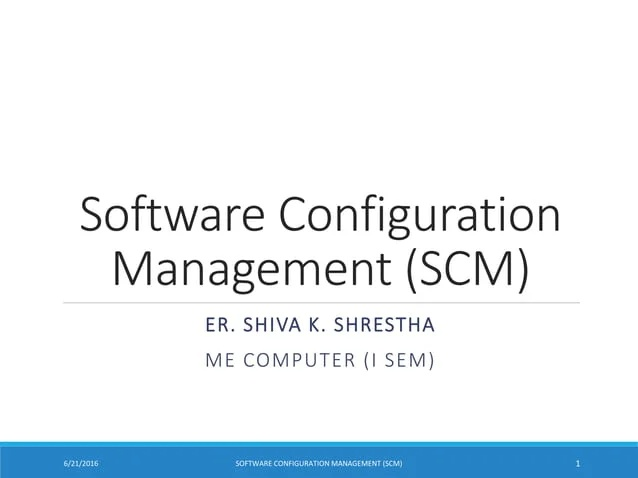 Software Configuration
Management (SCM)
ER. SHIVA K. SHRESTHA
ME COMPUTER (I SEM)
6/21/2016
SOFTWARE CONFIGURATION MANAGEMENT (SCM)
1